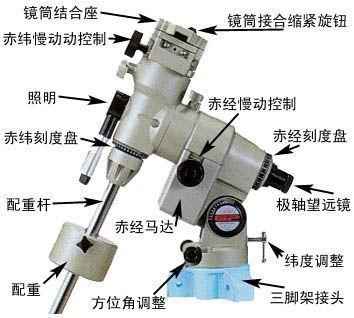 镜筒结合座
镜筒接合缩紧旋钮
赤纬慢动动控制
照明
赤经慢动控制
赤纬刻度盘
赤经刻度盘
配重杆
极轴望远镜
赤经马达
纬度调整
配重
方位角调整
三脚架接头